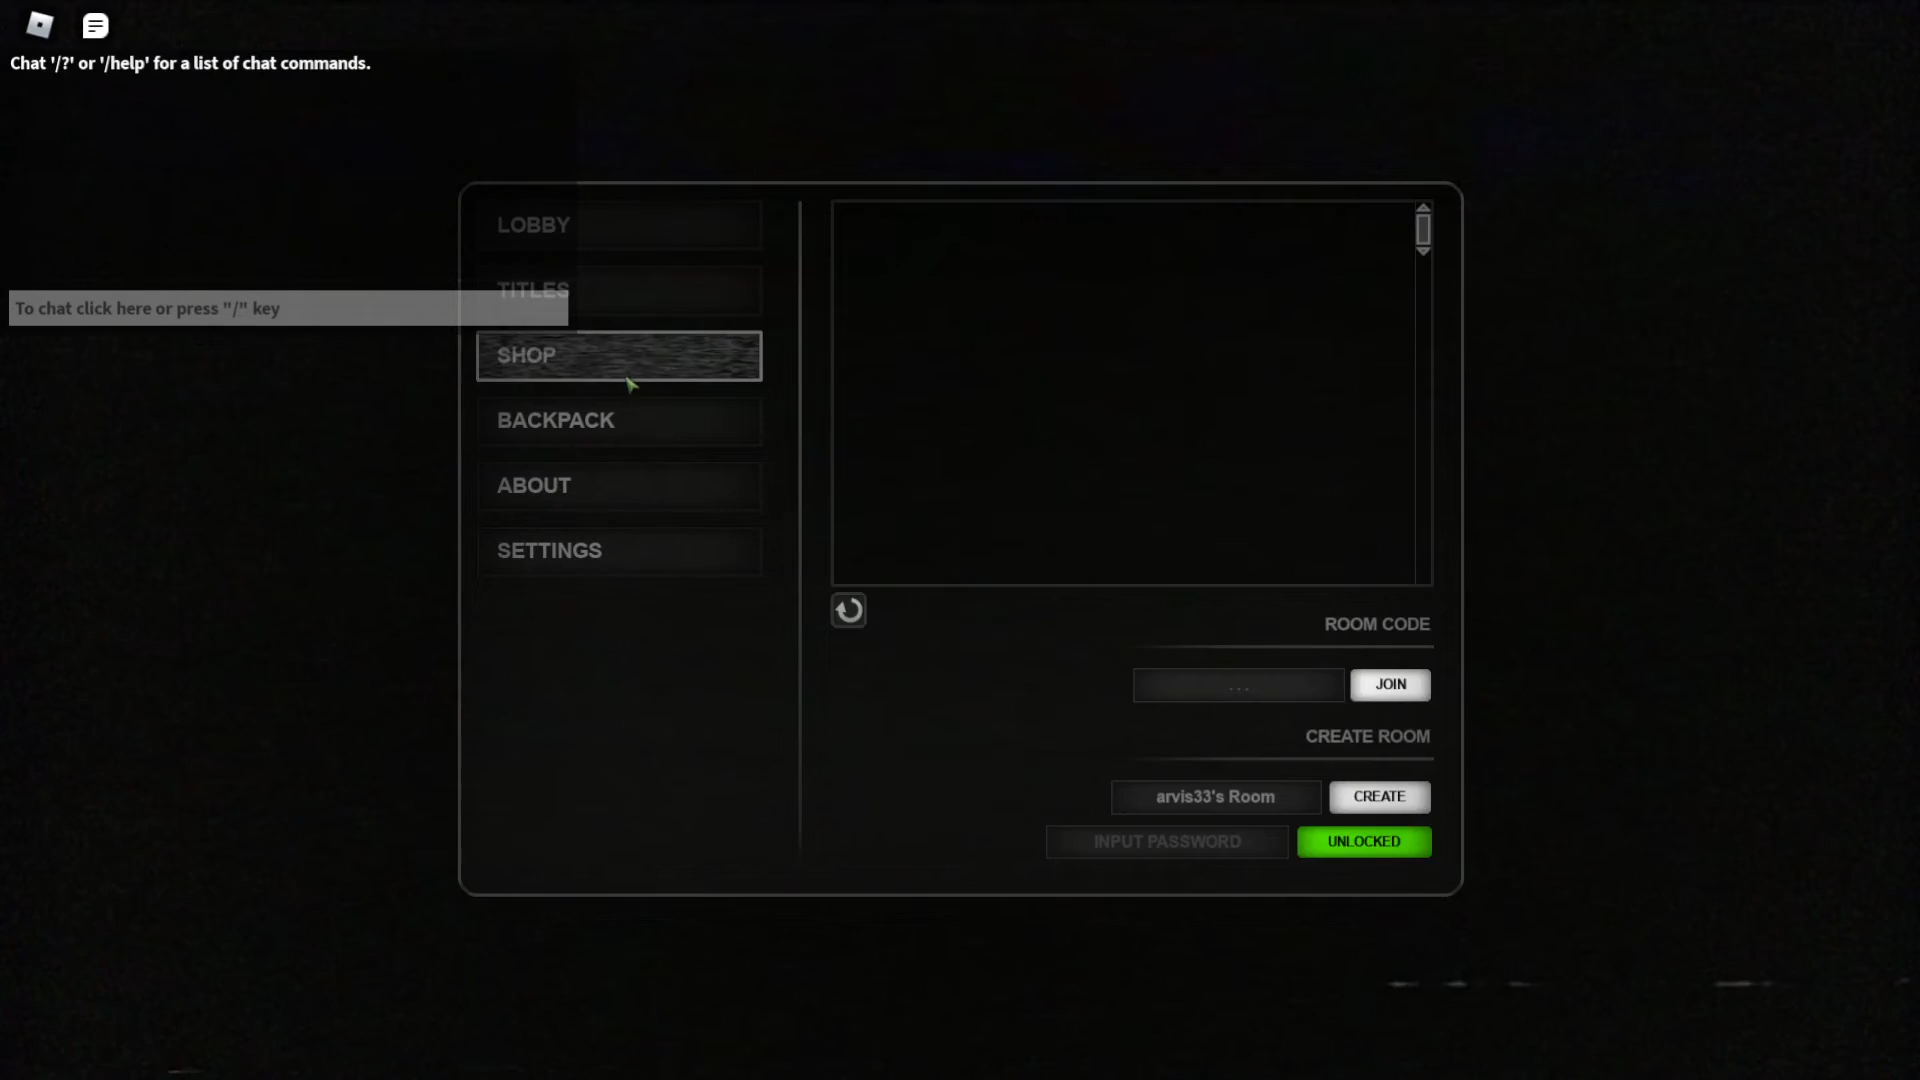 Chat '/?' or '/help' for a list of chat commands.
LOBBY
TITLES
To chat click here or press "/" key
SHOP
BACKPACK
ABOUT
SETTINGS
ROOM CODE
...
JOIN
CREATE ROOM
arvis33's Room
CREATE
INPUT PASSWORD
UNLOCKED